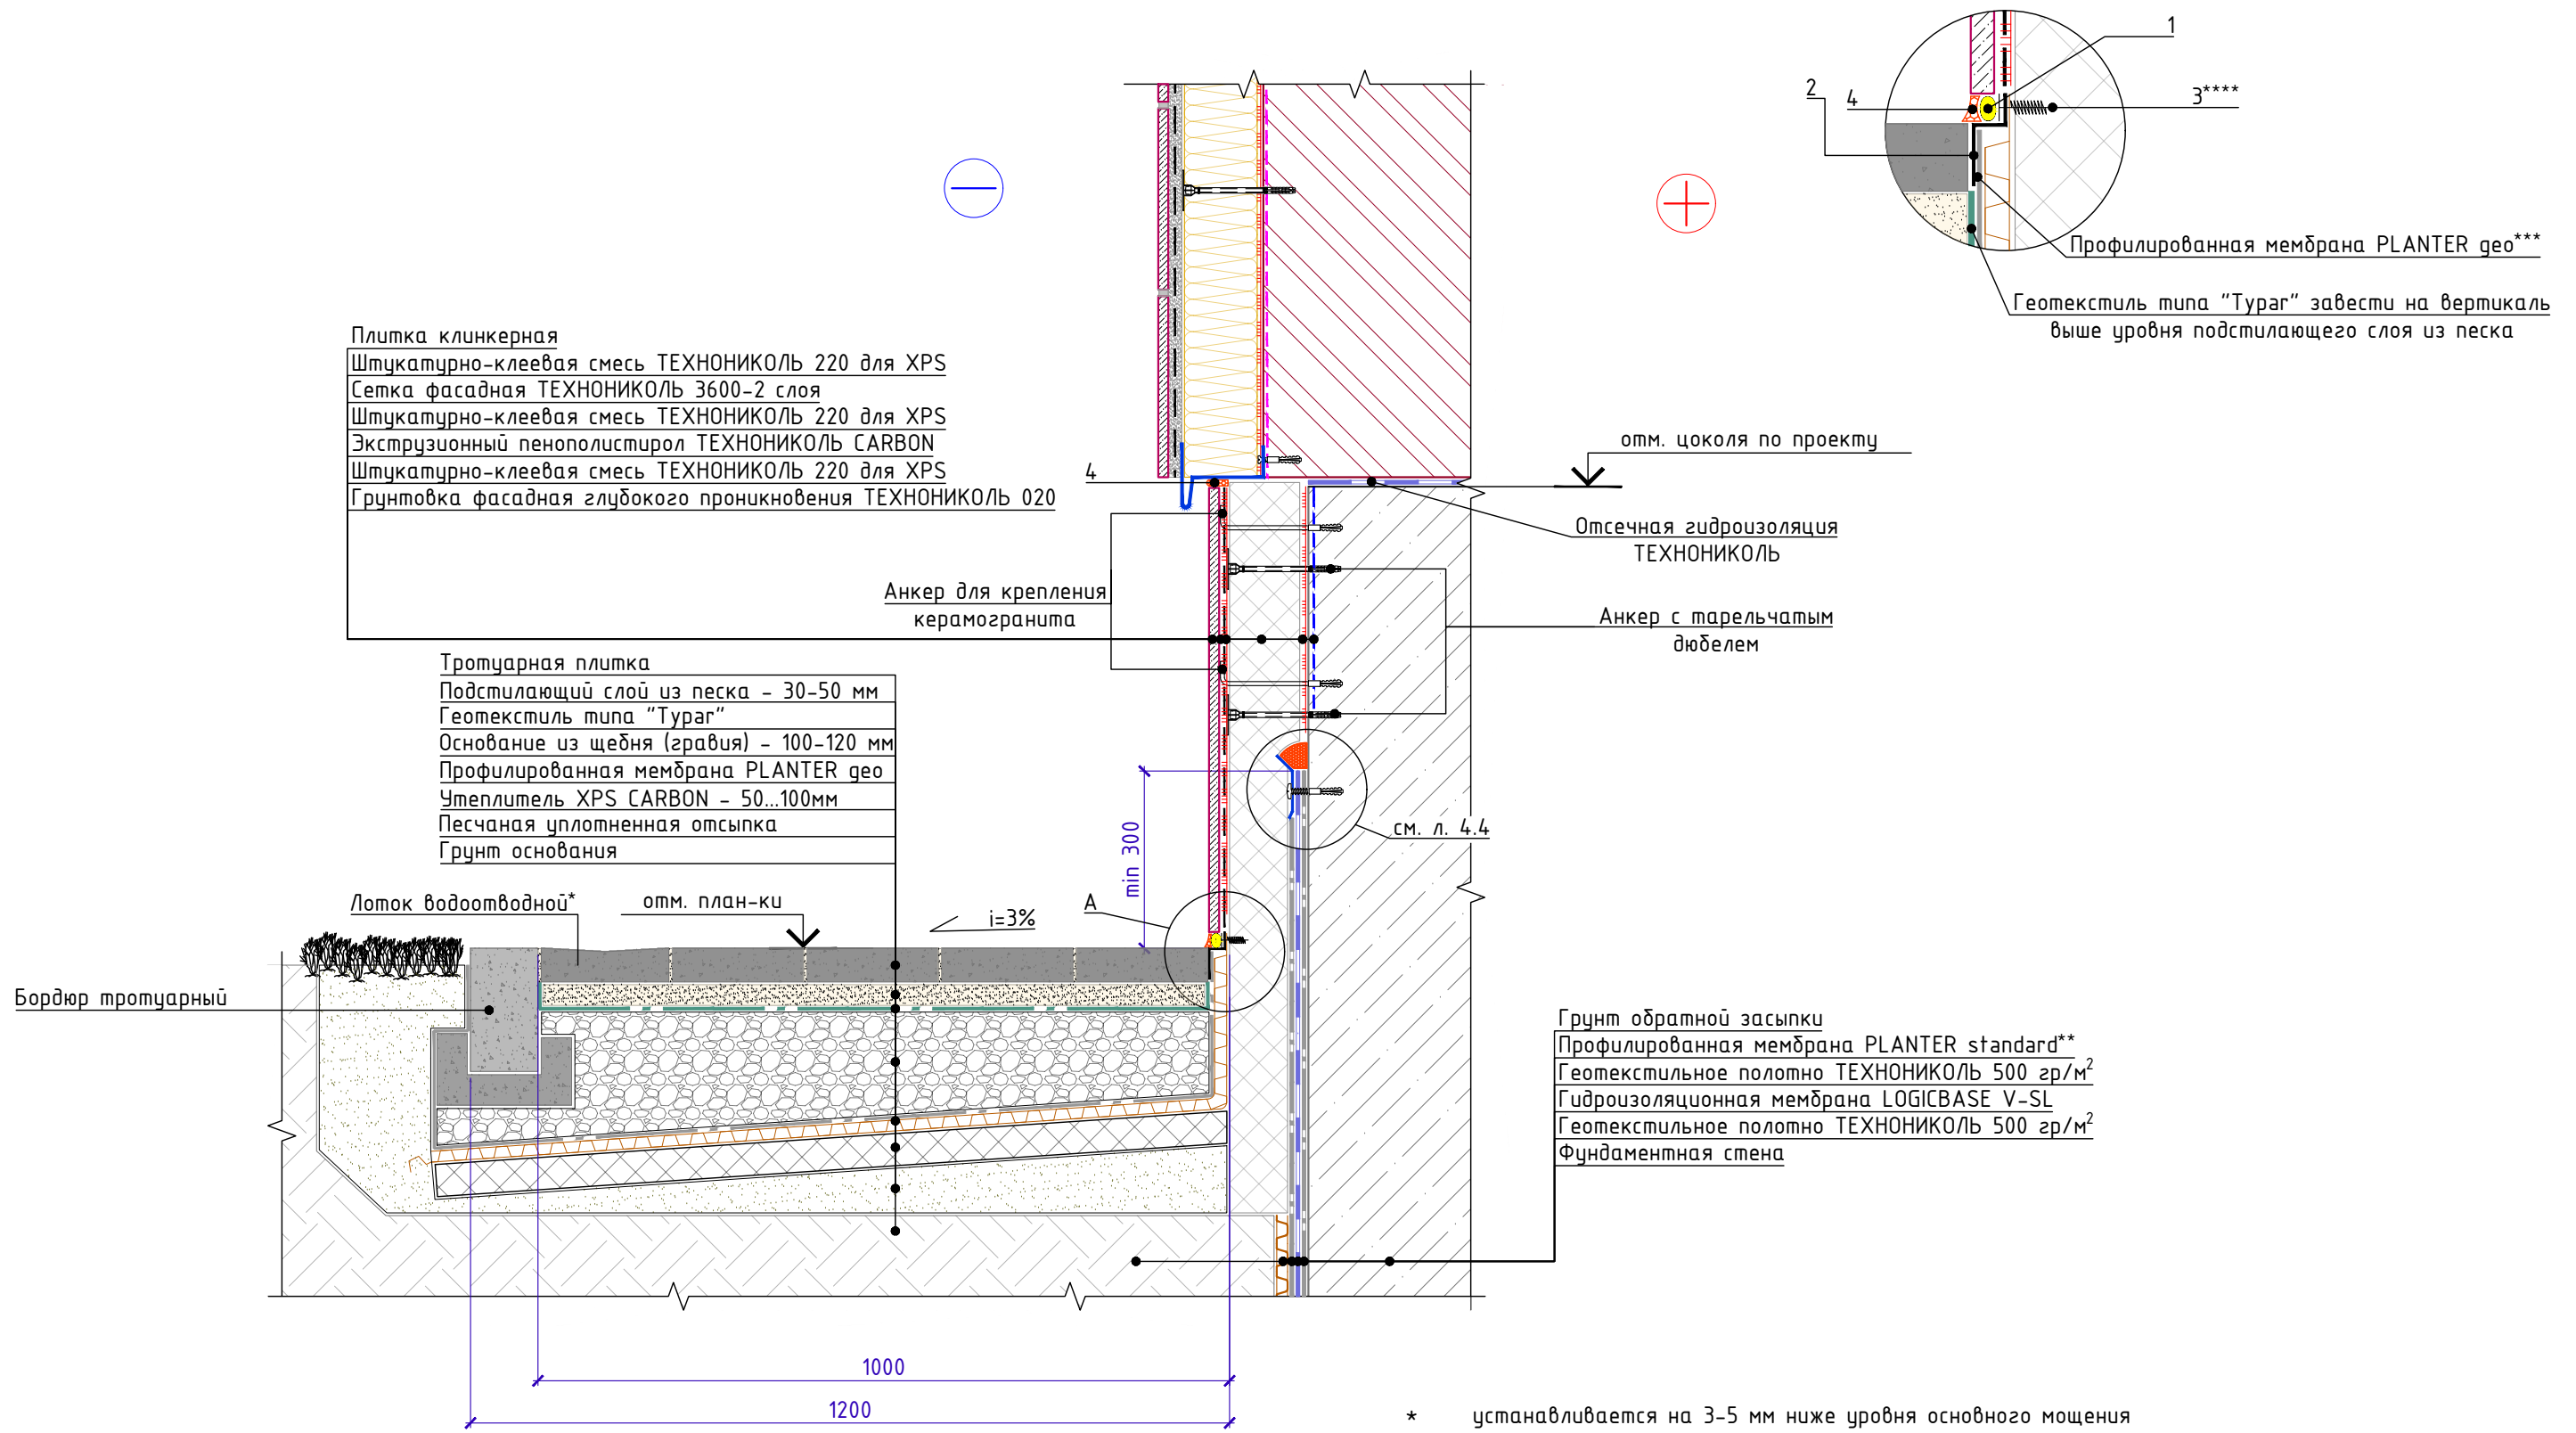 1
2
4
3****
Профилированная мембрана PLANTER geo***
Геотекстиль типа "Typar" завести на вертикаль
выше уровня подстилающего слоя из песка
Плитка клинкерная
Штукатурно-клеевая смесь ТЕХНОНИКОЛЬ 220 для XPS
Сетка фасадная ТЕХНОНИКОЛЬ 3600-2 слоя
Штукатурно-клеевая смесь ТЕХНОНИКОЛЬ 220 для XPS
Экструзионный пенополистирол ТЕХНОНИКОЛЬ CARBON
Штукатурно-клеевая смесь ТЕХНОНИКОЛЬ 220 для XPS
Грунтовка фасадная глубокого проникновения ТЕХНОНИКОЛЬ 020
4
отм. цоколя по проекту
Отсечная гидроизоляция
ТЕХНОНИКОЛЬ
Анкер для крепления
керамогранита
Анкер с тарельчатым
дюбелем
Тротуарная плитка
Подстилающий слой из песка - 30-50 мм
Геотекстиль типа "Typar"
Основание из щебня (гравия) - 100-120 мм
Профилированная мембрана PLANTER geo
Утеплитель XPS CARBON - 50...100мм
Песчаная уплотненная отсыпка
Грунт основания
min 300
см. л. 4.4
Лоток водоотводной*
отм. план-ки
i=3%
А
Бордюр тротуарный
Грунт обратной засыпки
Профилированная мембрана PLANTER standard**
Геотекстильное полотно ТЕХНОНИКОЛЬ 500 гр/м²
Гидроизоляционная мембрана LOGICBASE V-SL
Геотекстильное полотно ТЕХНОНИКОЛЬ 500 гр/м²
Фундаментная стена
1000
1200
* устанавливается на 3-5 мм ниже уровня основного мощения